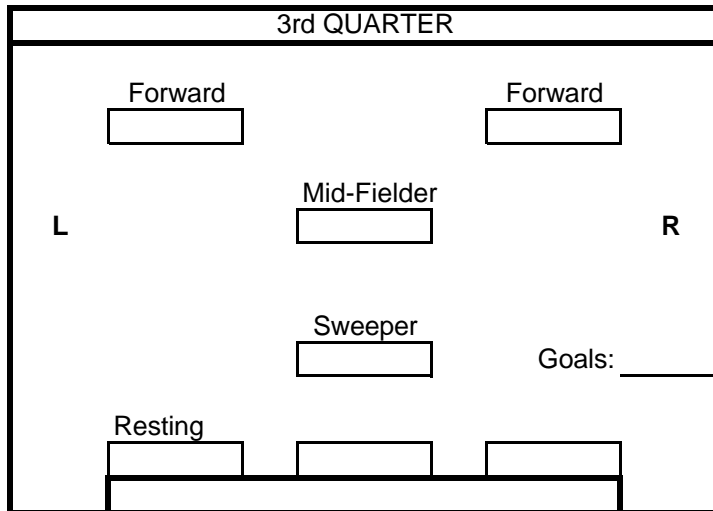 3rd QUARTER
Forward Forward
Mid-Fielder
L R
Sweeper
Goals:
Resting